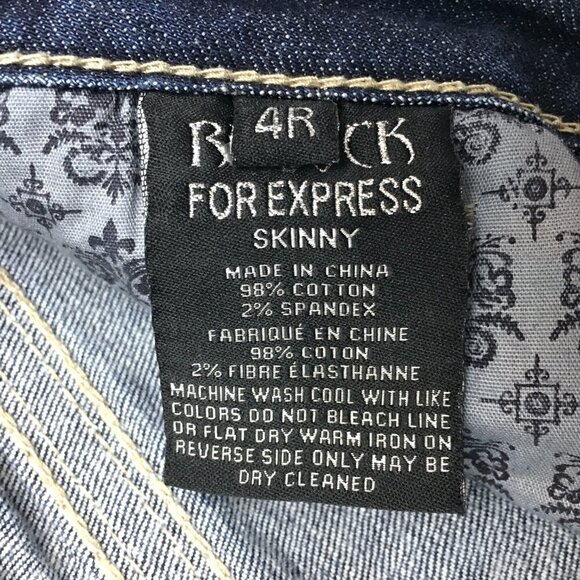 4R
FOR EXPRESS
SKINNY
MADE IN CHINA
98% COTTON
2% SPANDEX
FABRIQUÉ EN CHINE
98% COTON
2% FIBRE ÉLASTHANNE
MACHINE WASH COOL WITH LIKE
COLORS DO NOT BLEACH LINE
OR FLAT DRY WARM IRON ON
REVERSE SIDE ONLY MAY BE
DRY CLEANED